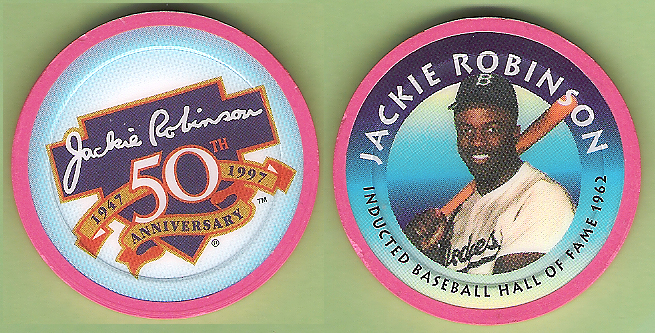 Jackie Robinson
50TH
1947 1997
ANNIVERSARY
TM
®
JACKIE ROBINSON
B
Dodgers
INDUCTED BASEBALL HALL OF FAME 1962